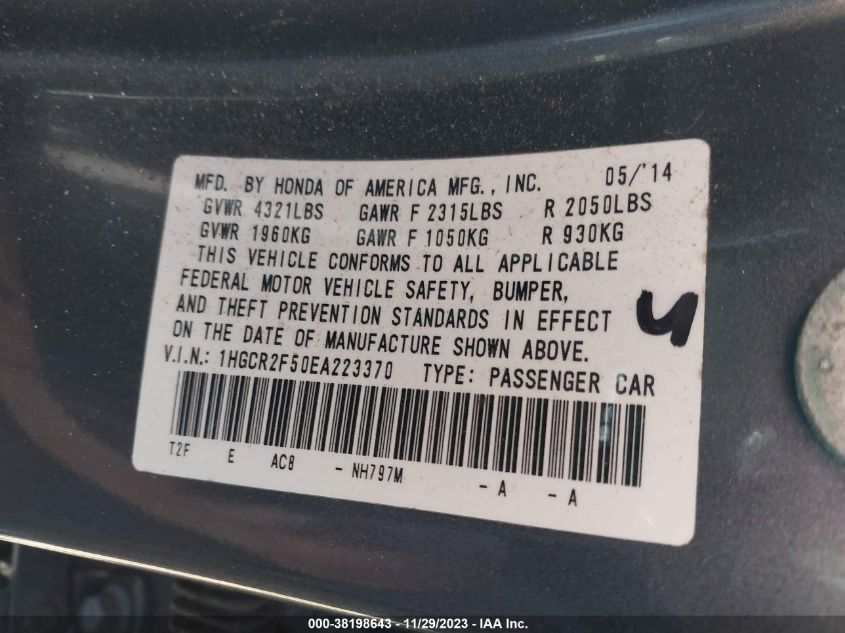 MFD. BY HONDA OF AMERICA MFG., INC. 05/'14
GVWR 4321LBS GAWR F 2315LBS R 2050LBS
GVWR 1960KG GAWR F 1050KG R 930KG
THIS VEHICLE CONFORMS TO ALL APPLICABLE
FEDERAL MOTOR VEHICLE SAFETY, BUMPER,
AND THEFT PREVENTION STANDARDS IN EFFECT
ON THE DATE OF MANUFACTURE SHOWN ABOVE.
V.I.N.: 1HGCR2F50EA223370 TYPE: PASSENGER CAR
T2F E AC8 - NH797M - A - A
4
000-38198643 - 11/29/2023 - IAA Inc.